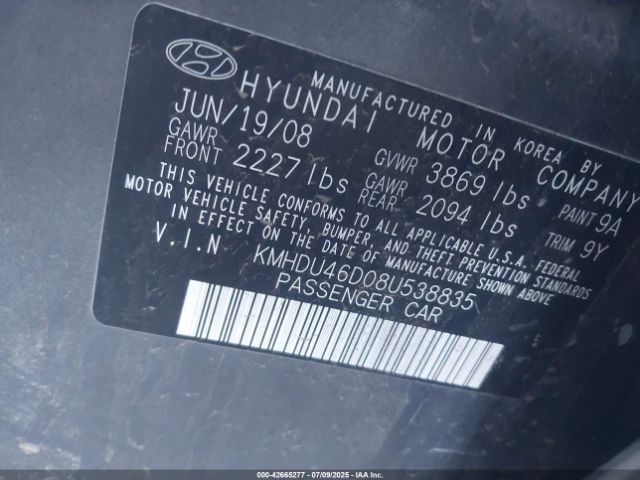 MANUFACTURED IN KOREA BY
HYUNDAI MOTOR COMPANY
JUN/19/08
GAWR FRONT 2227 lbs GVWR 3869 lbs PAINT 9A
GAWR REAR 2094 lbs TRIM 9Y
THIS VEHICLE CONFORMS TO ALL APPLICABLE U.S.A. FEDERAL
MOTOR VEHICLE SAFETY, BUMPER, AND THEFT PREVENTION STANDARDS
IN EFFECT ON THE DATE OF MANUFACTURE SHOWN ABOVE
V.I.N KMHDU46D08U538835
PASSENGER CAR
000-42665277 — 07/09/2025 — IAA Inc.